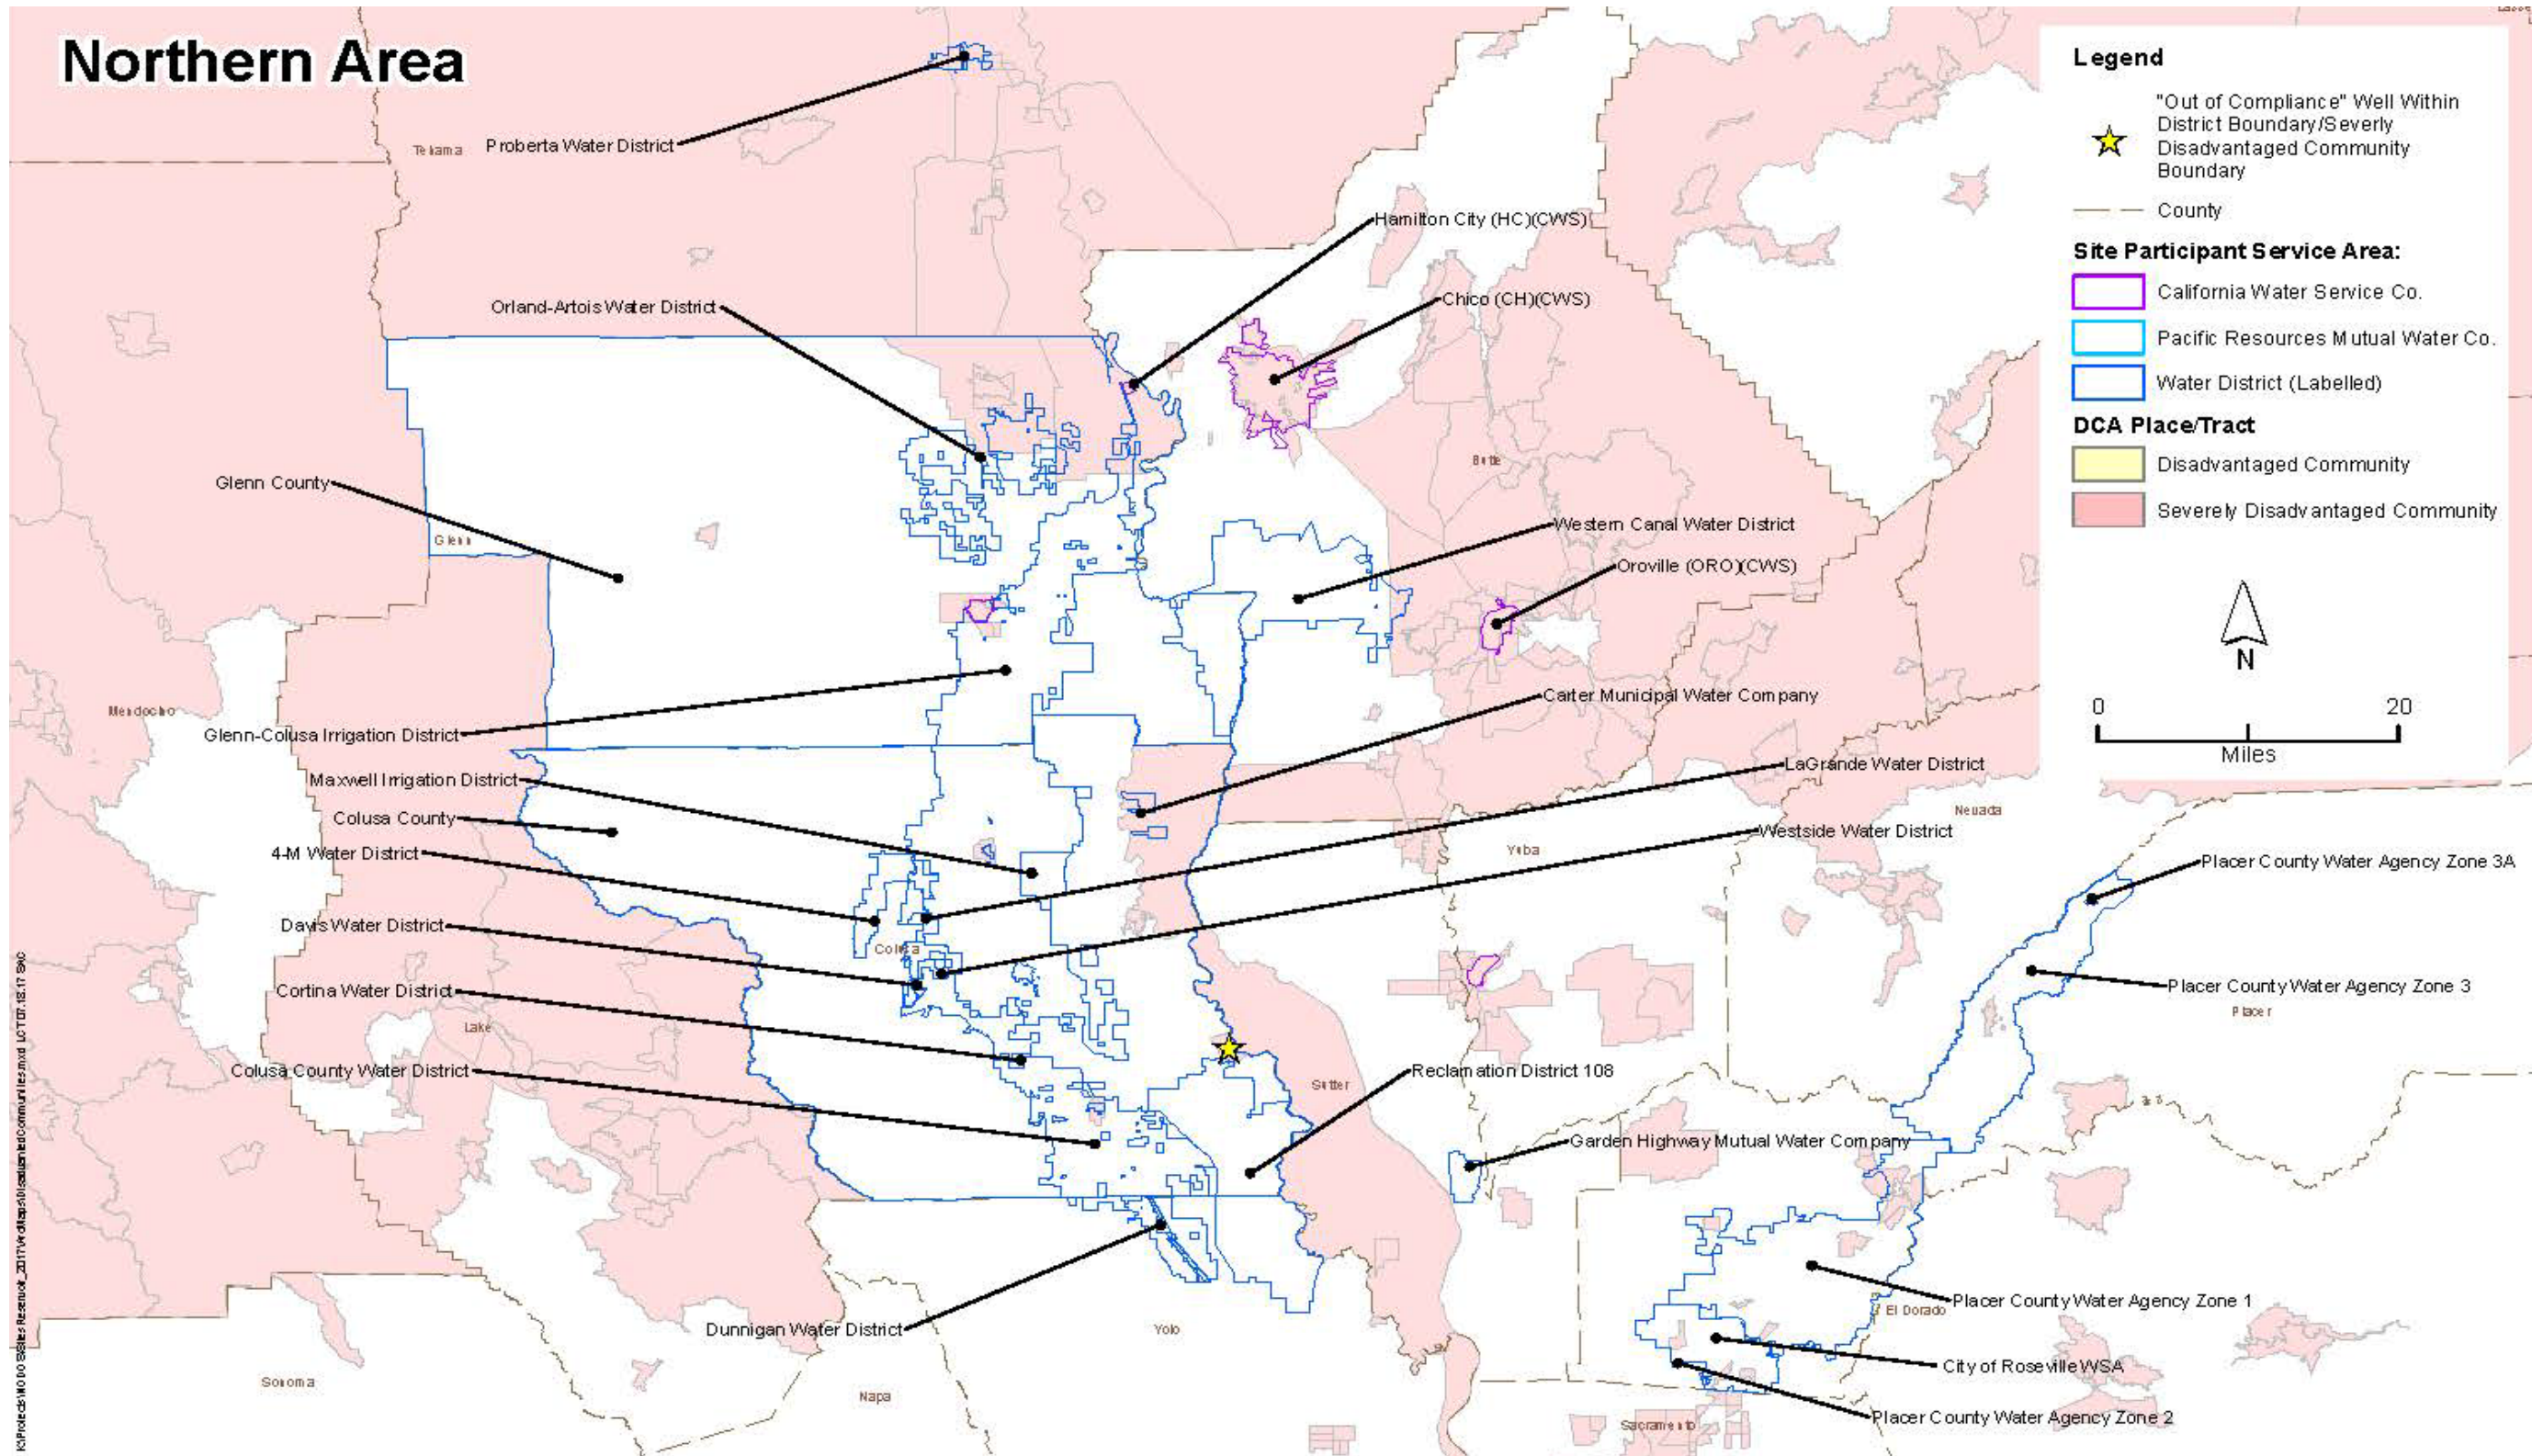 Northern Area
Legend
"Out of Compliance" Well Within
District Boundary/Severly
Disadvantaged Community
Boundary
County
Site Participant Service Area:
California Water Service Co.
Pacific Resources Mutual Water Co.
Water District (Labelled)
DCA Place/Tract
Disadvantaged Community
Severely Disadvantaged Community
N
0
20
Miles
Proberta Water District
Tehama
Hamilton City (HC)(CWS)
Chico (CH)(CWS)
Orland-Artois Water District
Butte
Glenn County
Glenn
Western Canal Water District
Oroville (ORO)(CWS)
Carter Municipal Water Company
Mendocino
Glenn-Colusa Irrigation District
LaGrande Water District
Maxwell Irrigation District
Nevada
Colusa County
Westside Water District
4-M Water District
Yuba
Placer County Water Agency Zone 3A
Davis Water District
Colusa
Placer County Water Agency Zone 3
Cortina Water District
Placer
Lake
Colusa County Water District
Reclamation District 108
Sutter
Garden Highway Mutual Water Company
Placer County Water Agency Zone 1
El Dorado
Dunnigan Water District
Yolo
City of Roseville WSA
Sonoma
Napa
Placer County Water Agency Zone 2
Sacramento